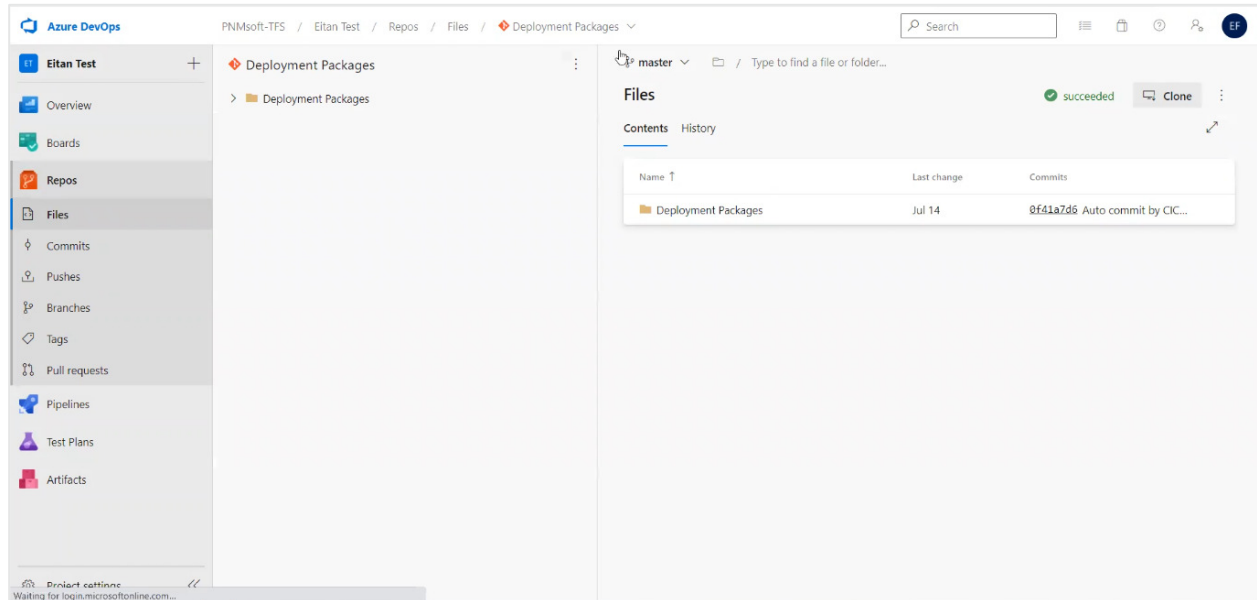 Azure DevOps
PNMsoft-TFS / Eitan Test / Repos / Files / Deployment Packages
Search
EF
ET Eitan Test
Overview
Boards
Repos
Files
Commits
Pushes
Branches
Tags
Pull requests
Pipelines
Test Plans
Artifacts
Project settings
Waiting for login.microsoftonline.com...
Deployment Packages
Deployment Packages
master / Type to find a file or folder...
Files
succeeded Clone
Contents History
Name ↑ Last change Commits
Deployment Packages Jul 14 0f41a7d6 Auto commit by CIC...